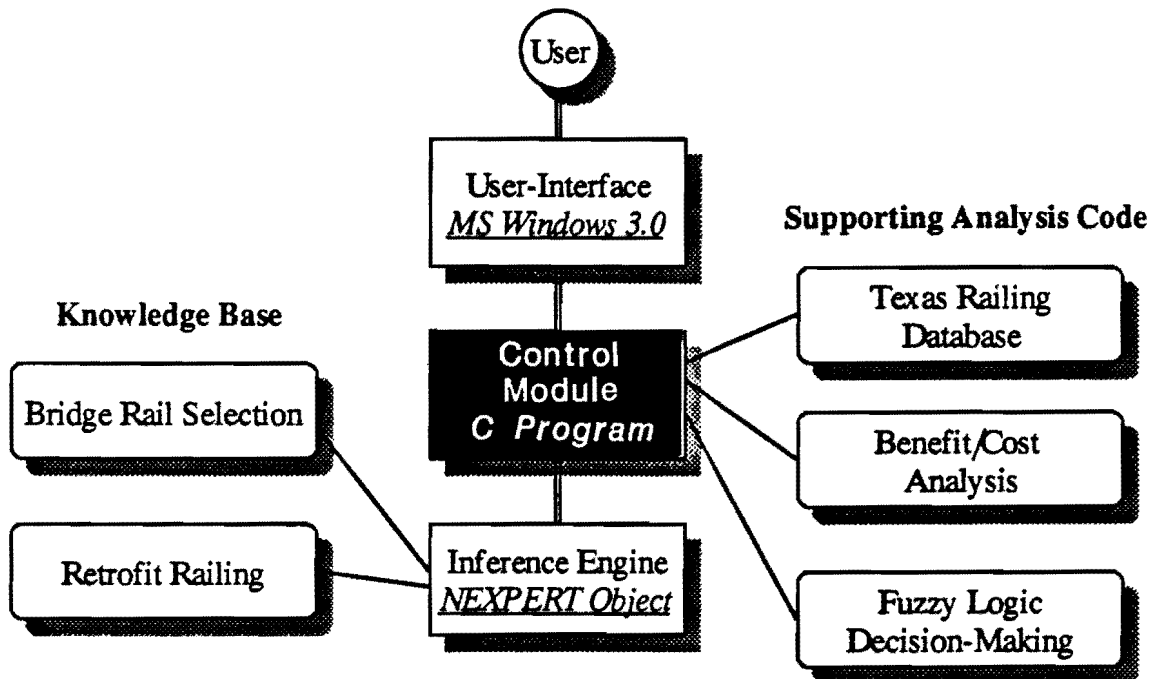 User
User-Interface
MS Windows 3.0
Supporting Analysis Code
Texas Railing
Database
Knowledge Base
Control
Module
C Program
Bridge Rail Selection
Benefit/Cost
Analysis
Retrofit Railing
Inference Engine
NEXPERT Object
Fuzzy Logic
Decision-Making